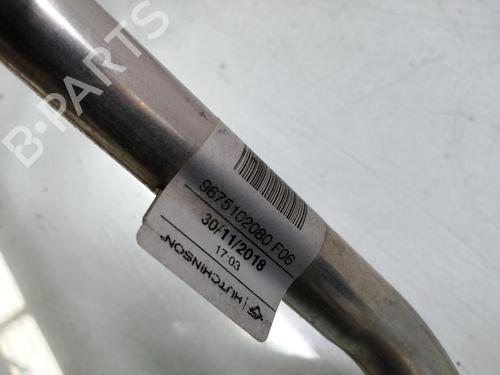 B-PARTS
9675102080 F06
30/11/2018
17:03
HUTCHINSON